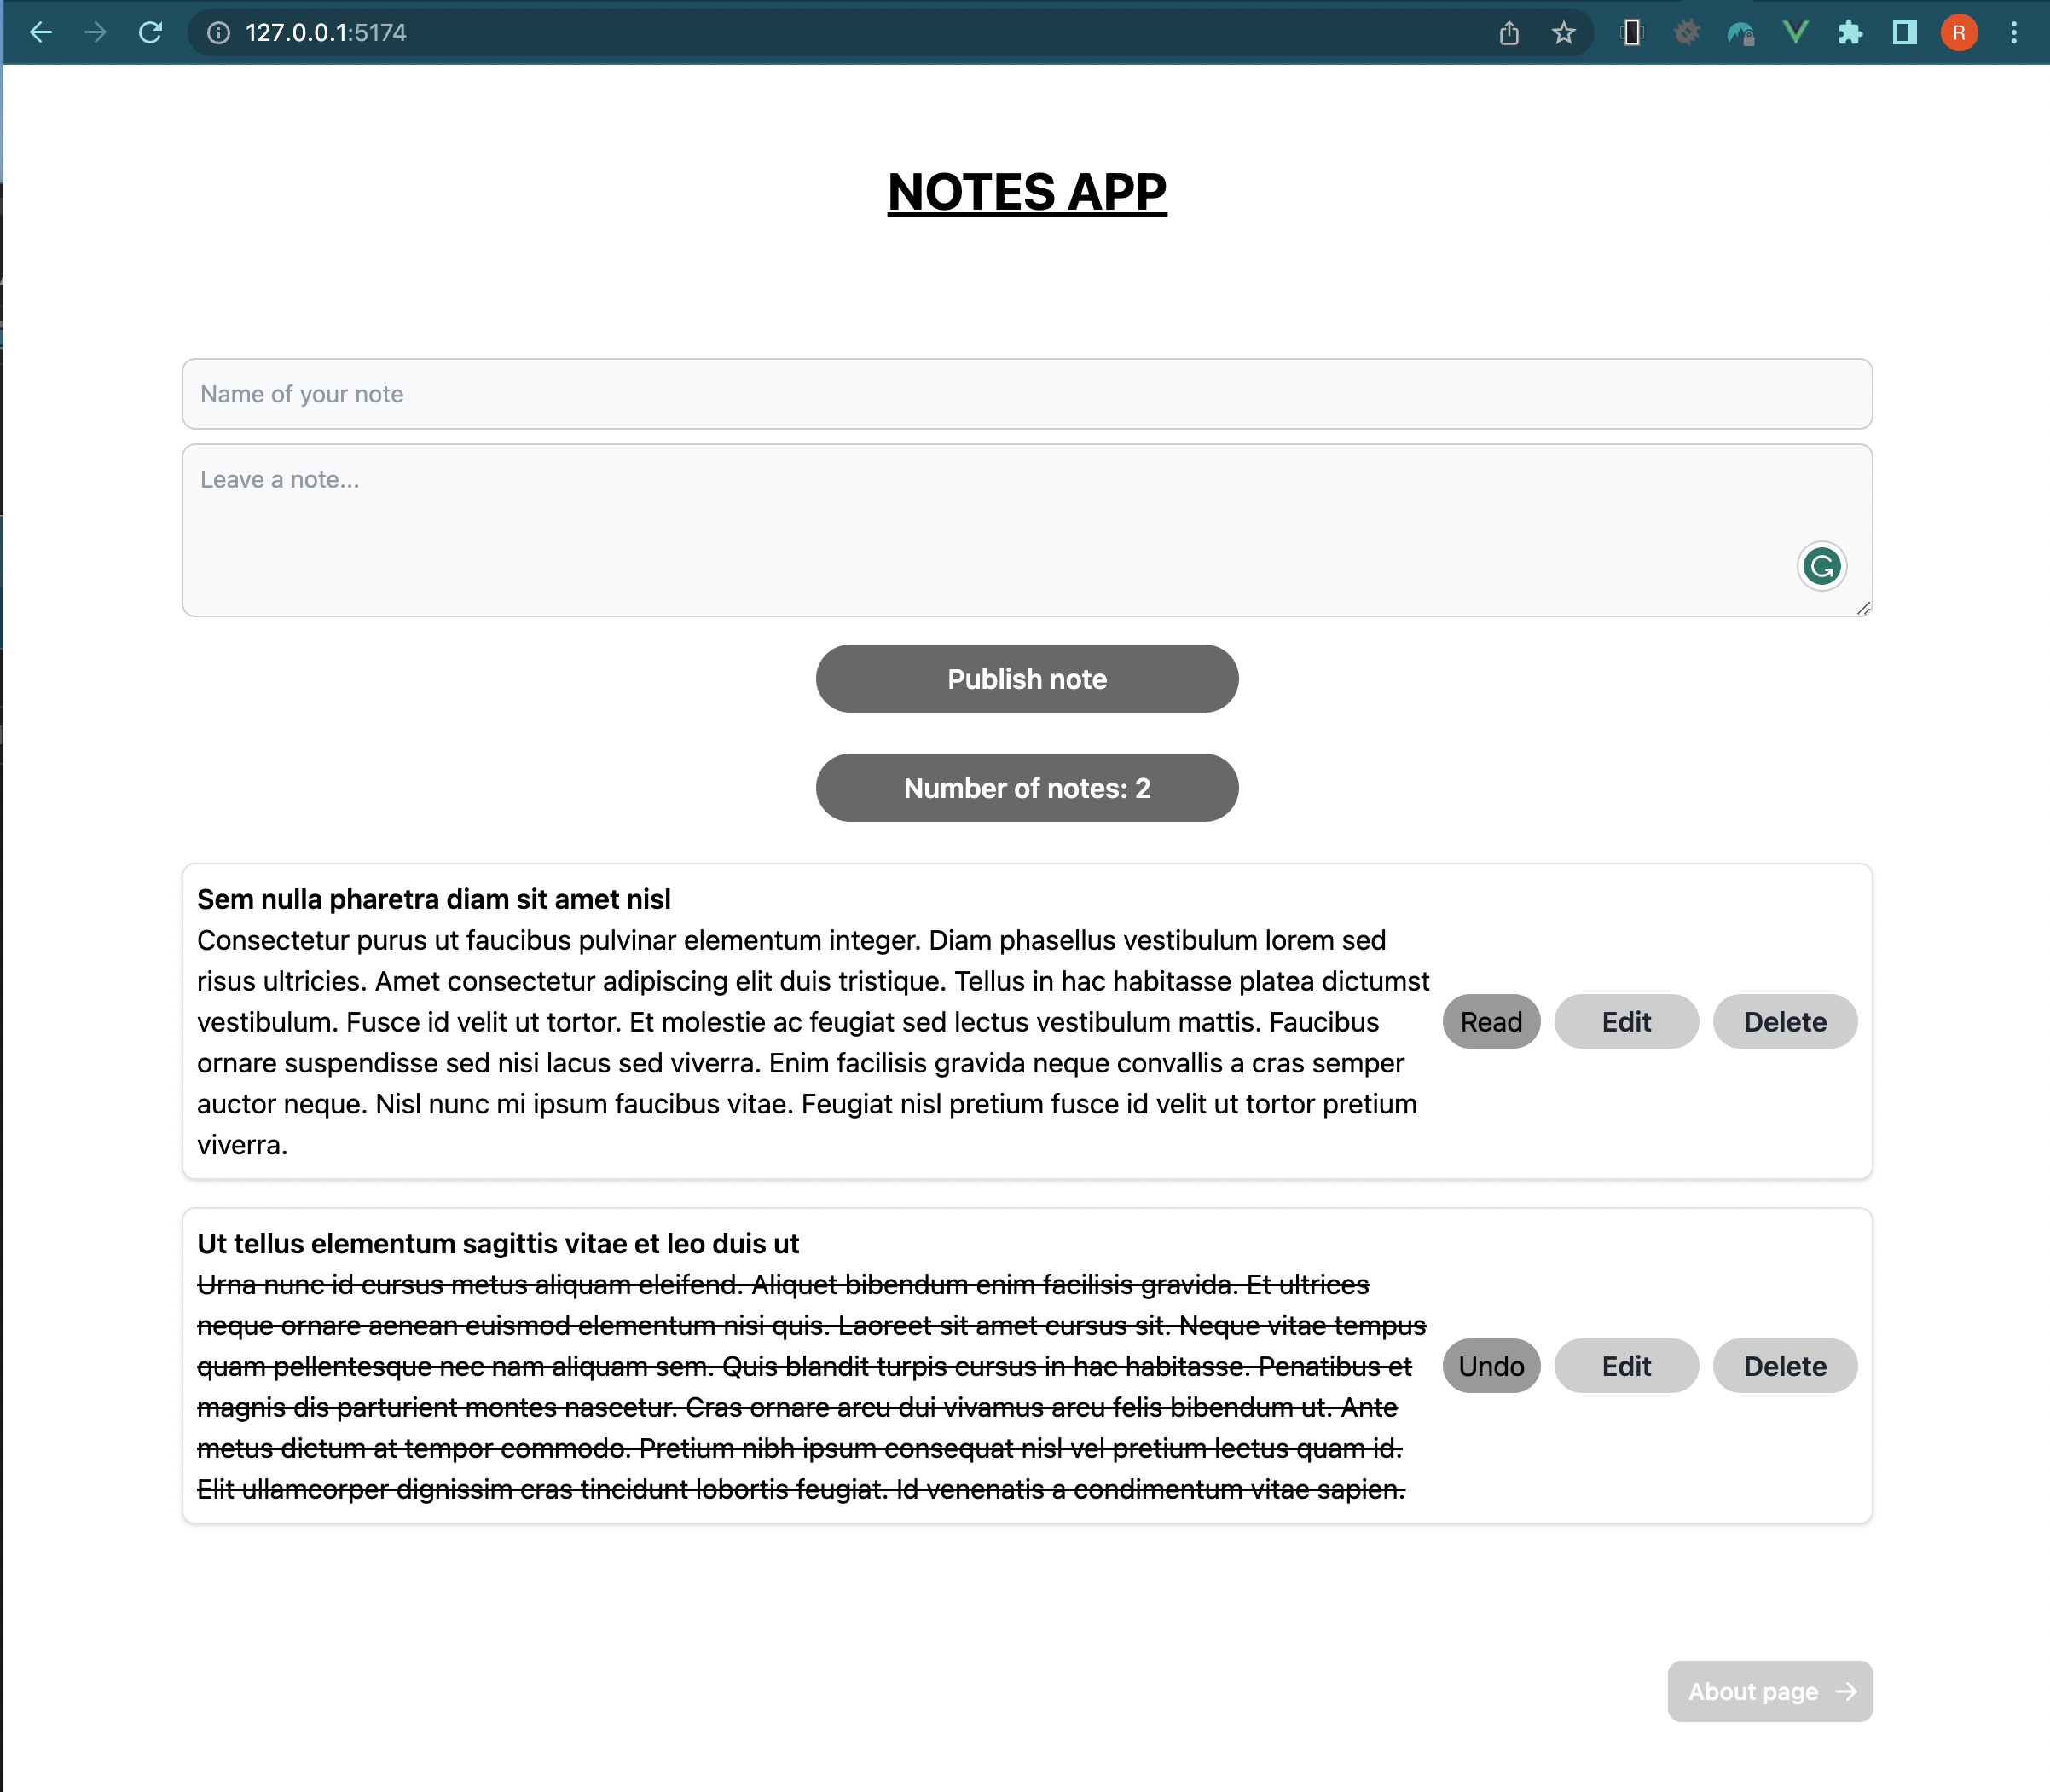 127.0.0.1:5174
R
NOTES APP
Name of your note
Leave a note...
Publish note
Number of notes: 2
Sem nulla pharetra diam sit amet nisl
Consectetur purus ut faucibus pulvinar elementum integer. Diam phasellus vestibulum lorem sed
risus ultricies. Amet consectetur adipiscing elit duis tristique. Tellus in hac habitasse platea dictumst
vestibulum. Fusce id velit ut tortor. Et molestie ac feugiat sed lectus vestibulum mattis. Faucibus
ornare suspendisse sed nisi lacus sed viverra. Enim facilisis gravida neque convallis a cras semper
auctor neque. Nisl nunc mi ipsum faucibus vitae. Feugiat nisl pretium fusce id velit ut tortor pretium
viverra.
Read Edit Delete
Ut tellus elementum sagittis vitae et leo duis ut
Urna nunc id cursus metus aliquam eleifend. Aliquet bibendum enim facilisis gravida. Et ultrices
neque ornare aenean euismod elementum nisi quis. Laoreet sit amet cursus sit. Neque vitae tempus
quam pellentesque nec nam aliquam sem. Quis blandit turpis cursus in hac habitasse. Penatibus et
magnis dis parturient montes nascetur. Cras ornare arcu dui vivamus arcu felis bibendum ut. Ante
metus dictum at tempor commodo. Pretium nibh ipsum consequat nisl vel pretium lectus quam id.
Elit ullamcorper dignissim cras tincidunt lobortis feugiat. Id venenatis a condimentum vitae sapien.
Undo Edit Delete
About page →